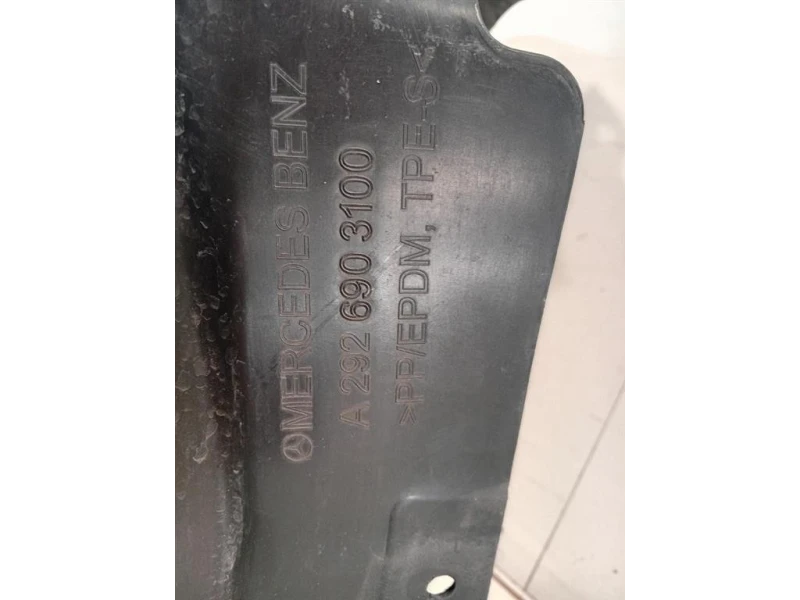 MERCEDES BENZ
A 292 690 3100
>PP/EPDM, TPE-S<